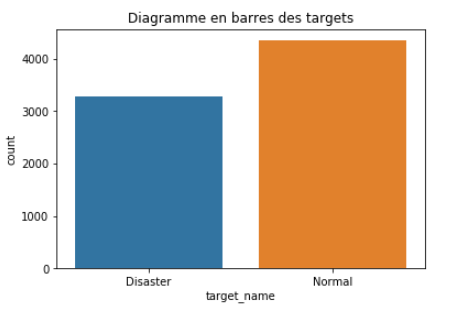 Diagramme en barres des targets
4000
3000
2000
1000
0
count
Disaster Normal
target_name